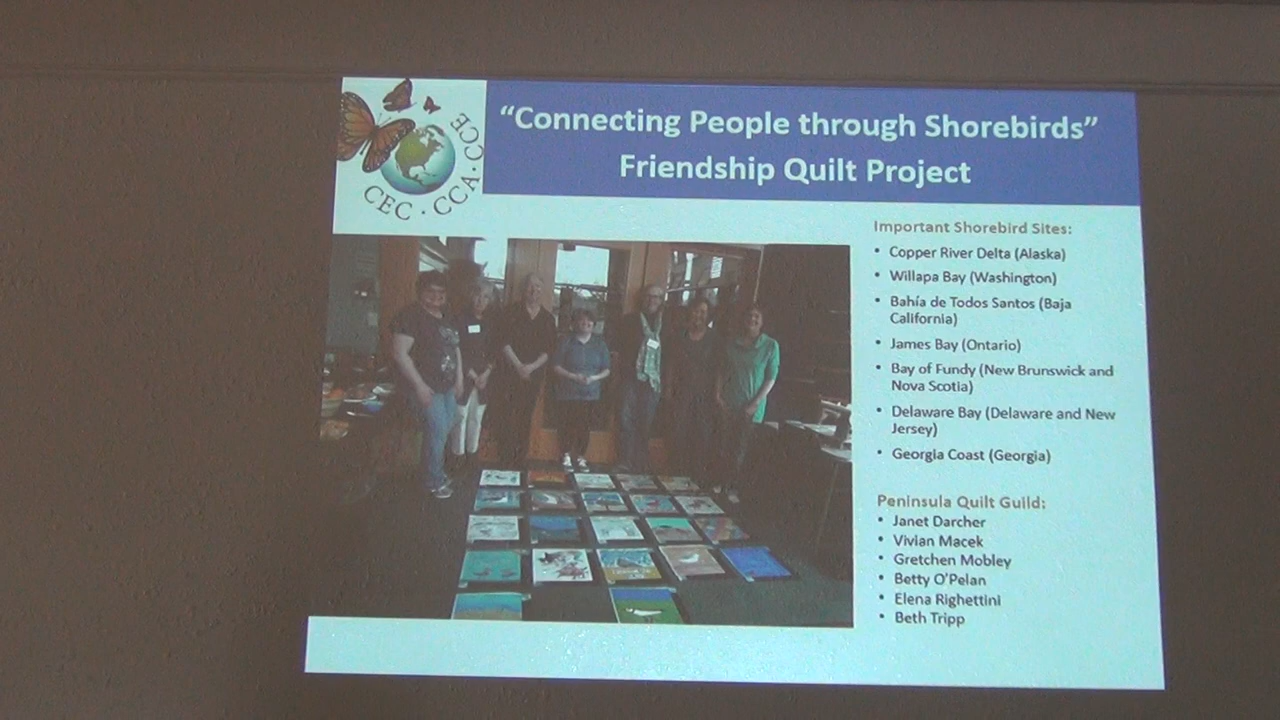 “Connecting People through Shorebirds”
Friendship Quilt Project
CEC · CCA · CCE
Important Shorebird Sites:
• Copper River Delta (Alaska)
• Willapa Bay (Washington)
• Bahía de Todos Santos (Baja
California)
• James Bay (Ontario)
• Bay of Fundy (New Brunswick and
Nova Scotia)
• Delaware Bay (Delaware and New
Jersey)
• Georgia Coast (Georgia)
Peninsula Quilt Guild:
• Janet Darcher
• Vivian Macek
• Gretchen Mobley
• Betty O’Pelan
• Elena Righettini
• Beth Tripp